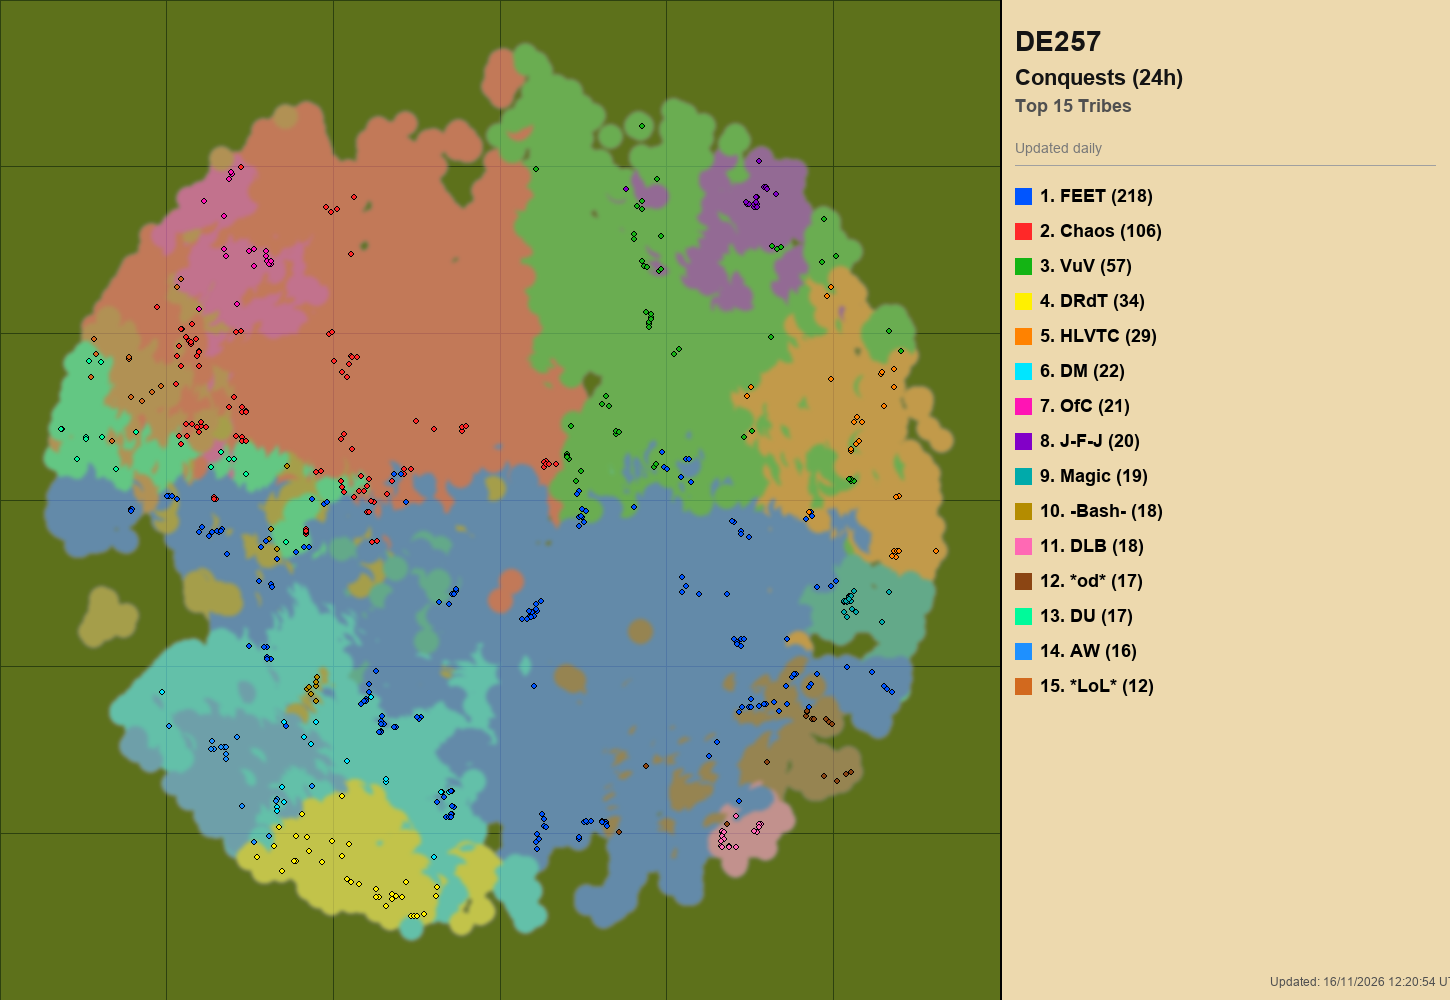 DE257
Conquests (24h)
Top 15 Tribes
Updated daily
1. FEET (218)
2. Chaos (106)
3. VuV (57)
4. DRdT (34)
5. HLVTC (29)
6. DM (22)
7. OfC (21)
8. J-F-J (20)
9. Magic (19)
10. -Bash- (18)
11. DLB (18)
12. *od* (17)
13. DU (17)
14. AW (16)
15. *LoL* (12)
Updated: 16/11/2026 12:20:54 U